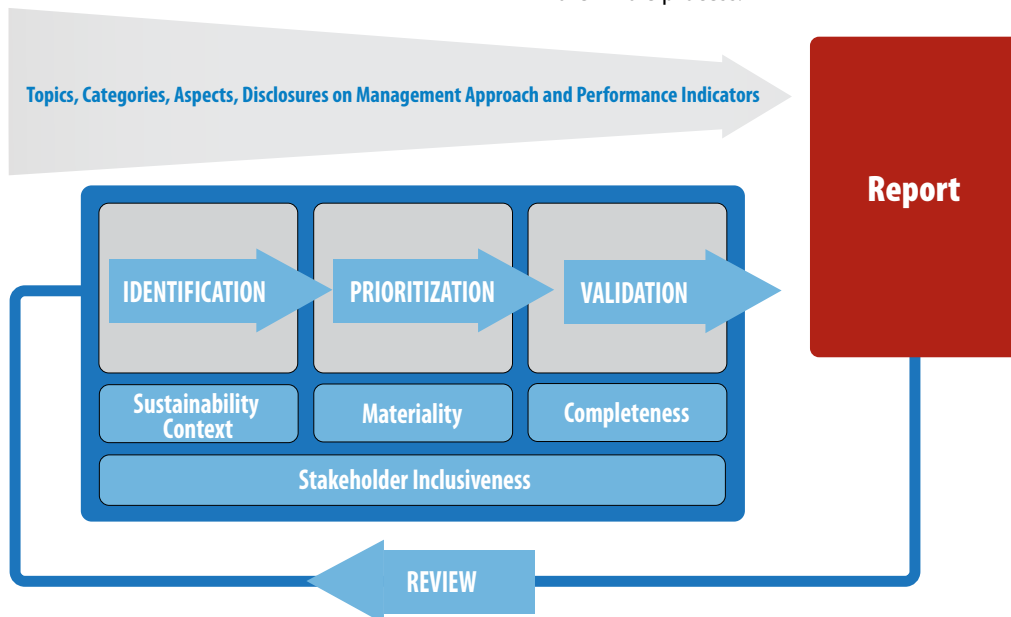 Topics, Categories, Aspects, Disclosures on Management Approach and Performance Indicators
Report
IDENTIFICATION
PRIORITIZATION
VALIDATION
Sustainability
Context
Materiality
Completeness
Stakeholder Inclusiveness
REVIEW